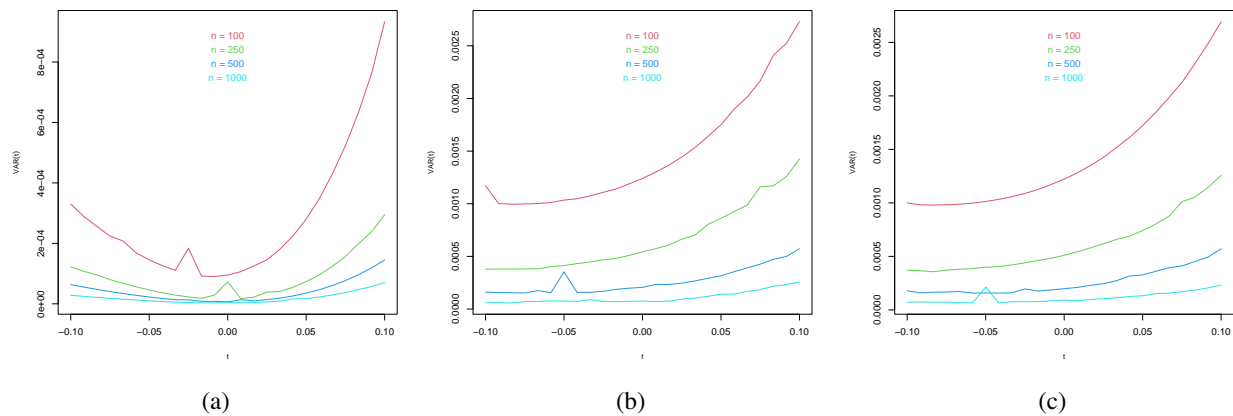 n = 100
n = 250
n = 500
n = 1000
VAR(t)
0e+00 2e−04 4e−04 6e−04 8e−04
−0.10 −0.05 0.00 0.05 0.10
t
(a)
n = 100
n = 250
n = 500
n = 1000
VAR(t)
0.0000 0.0005 0.0010 0.0015 0.0020 0.0025
−0.10 −0.05 0.00 0.05 0.10
t
(b)
n = 100
n = 250
n = 500
n = 1000
VAR(t)
0.0000 0.0005 0.0010 0.0015 0.0020 0.0025
−0.10 −0.05 0.00 0.05 0.10
t
(c)